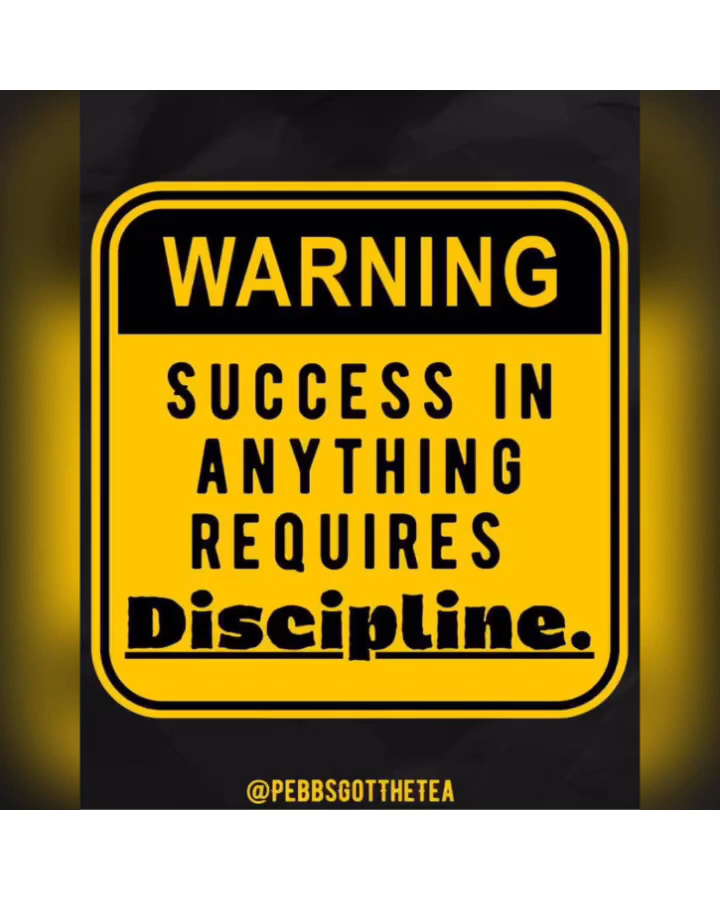 WARNING
SUCCESS IN
ANYTHING
REQUIRES
Discipline.
@PEBBSGOTTHETEA